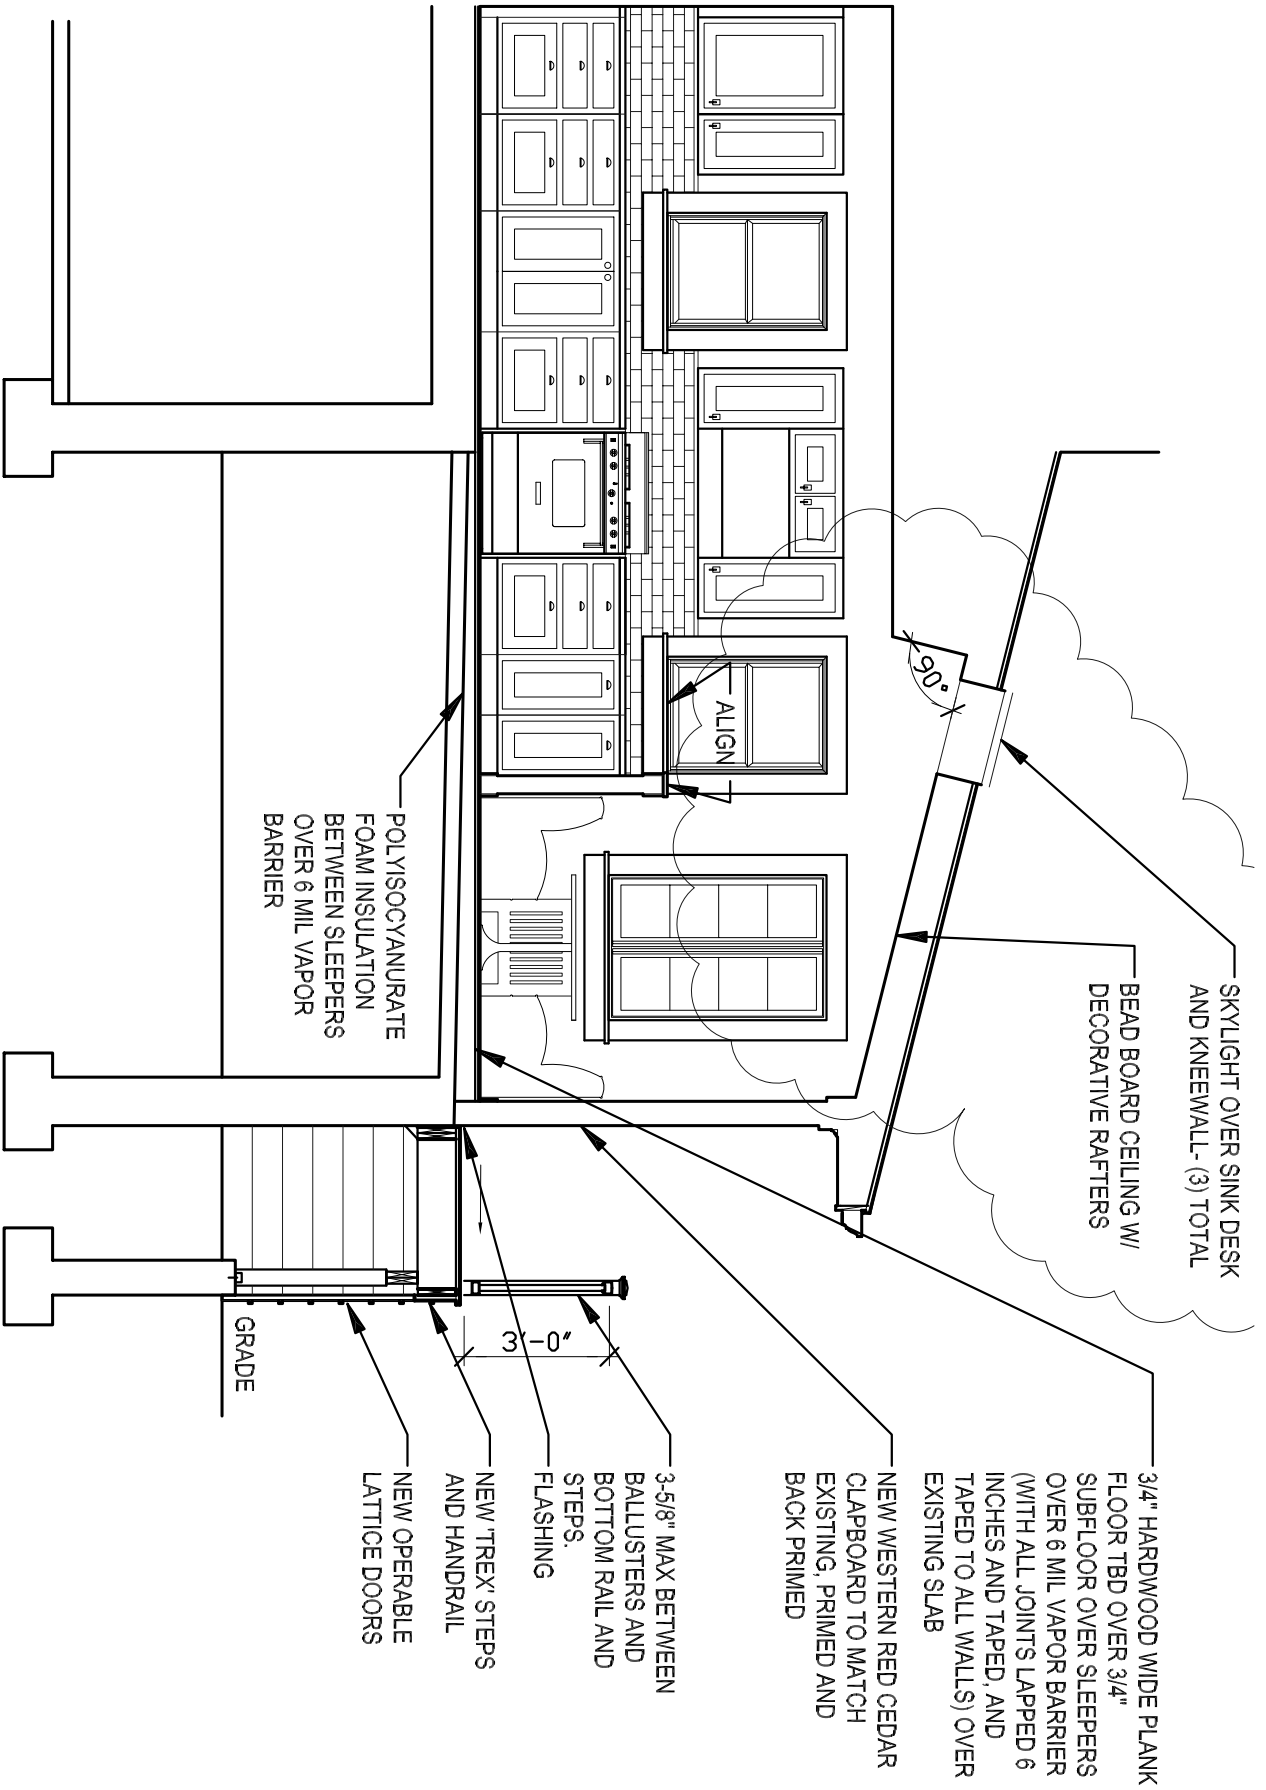 SKYLIGHT OVER SINK DESK
AND KNEEWALL- (3) TOTAL
BEAD BOARD CEILING W/
DECORATIVE RAFTERS
90°
ALIGN
POLYISOCYANURATE
FOAM INSULATION
BETWEEN SLEEPERS
OVER 6 MIL VAPOR
BARRIER
3/4" HARDWOOD WIDE PLANK
FLOOR TBD OVER 3/4"
SUBFLOOR OVER SLEEPERS
OVER 6 MIL VAPOR BARRIER
(WITH ALL JOINTS LAPPED 6
INCHES AND TAPED, AND
TAPED TO ALL WALLS) OVER
EXISTING SLAB
NEW WESTERN RED CEDAR
CLAPBOARD TO MATCH
EXISTING, PRIMED AND
BACK PRIMED
3-5/8" MAX BETWEEN
BALLUSTERS AND
BOTTOM RAIL AND
STEPS.
FLASHING
3'-0"
NEW 'TREX' STEPS
AND HANDRAIL
NEW OPERABLE
LATTICE DOORS
GRADE